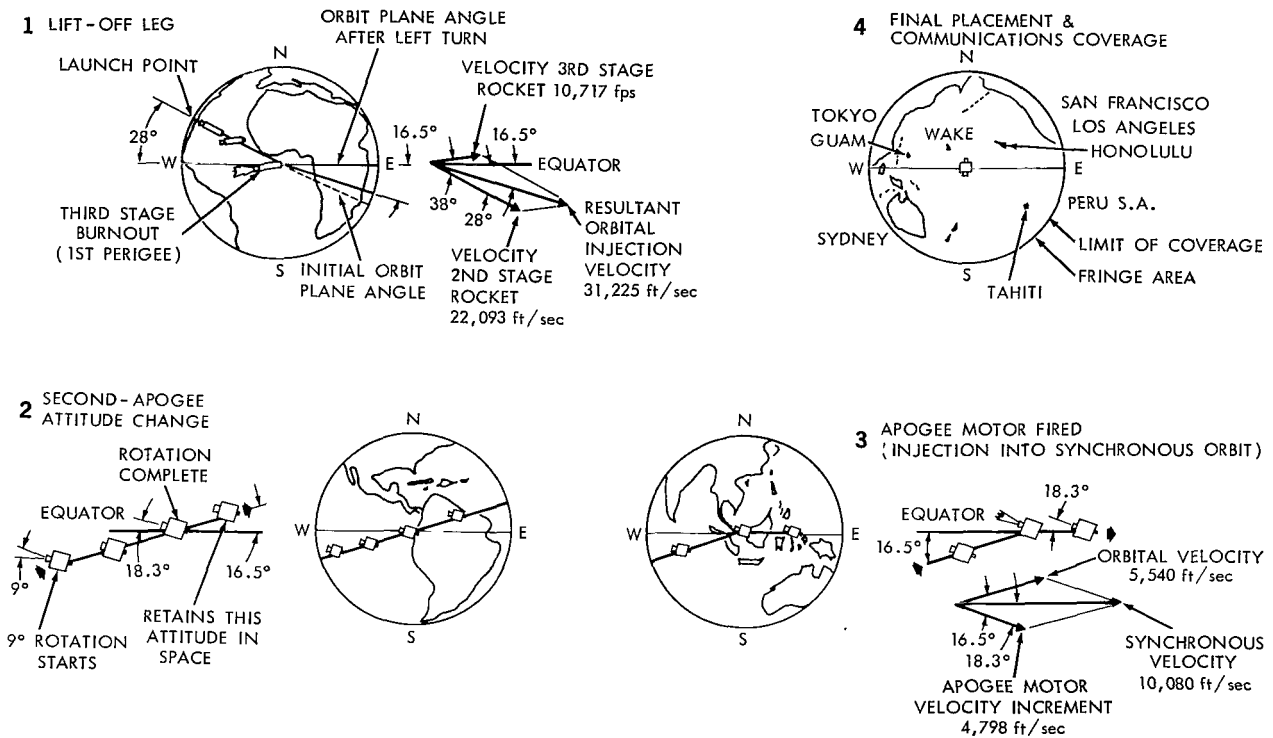 1 LIFT-OFF LEG
ORBIT PLANE ANGLE
AFTER LEFT TURN
N
LAUNCH POINT
28°
W
E
S
THIRD STAGE
BURNOUT
(1ST PERIGEE)
INITIAL ORBIT
PLANE ANGLE
VELOCITY 3RD STAGE
ROCKET 10,717 fps
16.5°
16.5°
EQUATOR
38°
28°
VELOCITY
2ND STAGE
ROCKET
22,093 ft/sec
RESULTANT
ORBITAL
INJECTION
VELOCITY
31,225 ft/sec
4 FINAL PLACEMENT &
COMMUNICATIONS COVERAGE
N
TOKYO
GUAM
WAKE
SAN FRANCISCO
LOS ANGELES
HONOLULU
W
E
PERU S.A.
SYDNEY
LIMIT OF COVERAGE
FRINGE AREA
S
TAHITI
2 SECOND-APOGEE
ATTITUDE CHANGE
ROTATION
COMPLETE
EQUATOR
9°
18.3°
16.5°
9° ROTATION
STARTS
RETAINS THIS
ATTITUDE IN
SPACE
N
W
E
S
N
W
E
S
3 APOGEE MOTOR FIRED
(INJECTION INTO SYNCHRONOUS ORBIT)
18.3°
EQUATOR
16.5°
ORBITAL VELOCITY
5,540 ft/sec
16.5°
18.3°
SYNCHRONOUS
VELOCITY
10,080 ft/sec
APOGEE MOTOR
VELOCITY INCREMENT
4,798 ft/sec